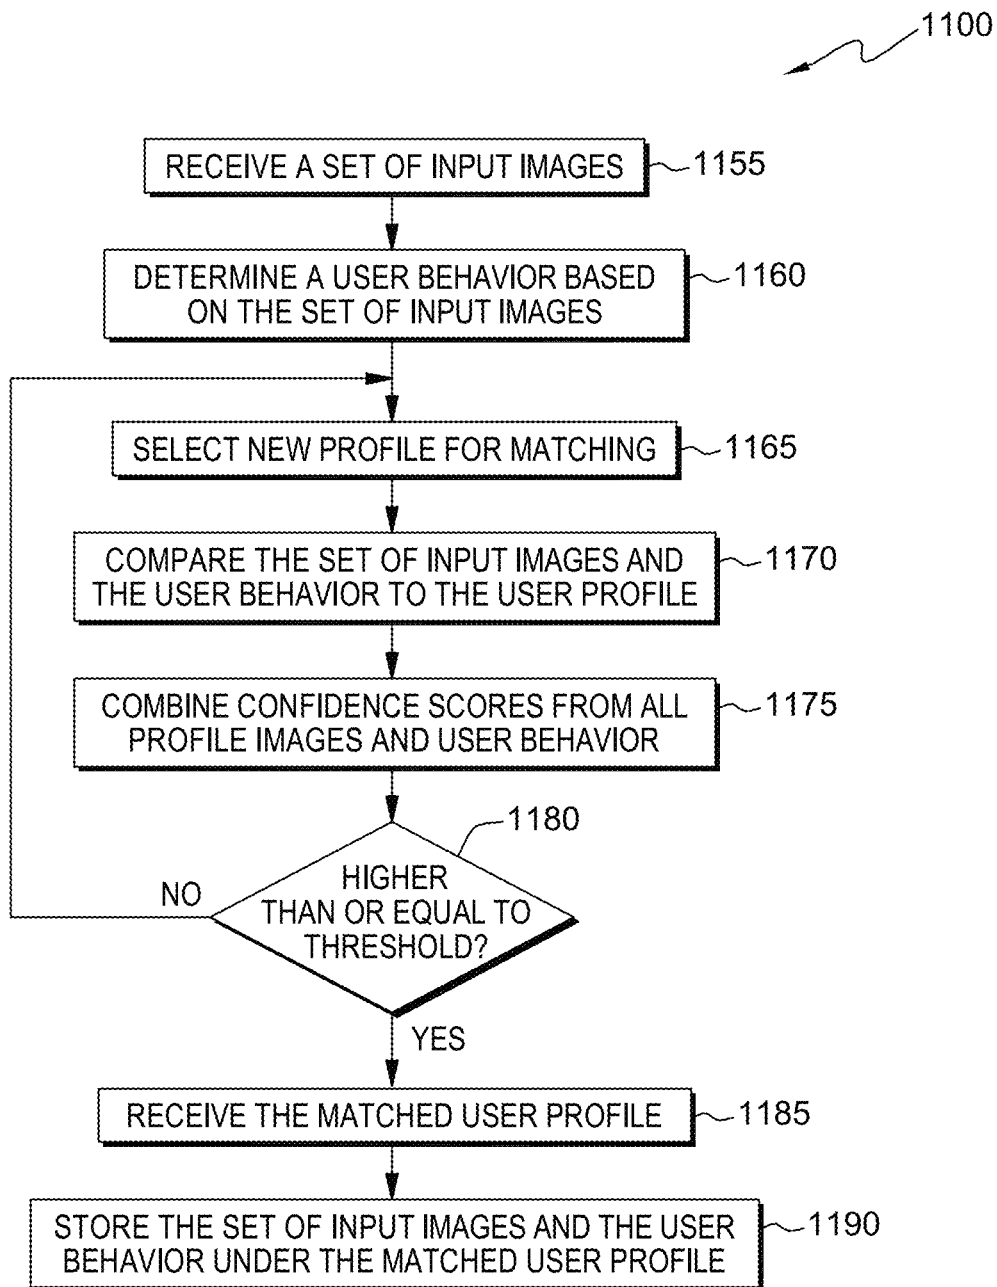 1100
RECEIVE A SET OF INPUT IMAGES
1155
DETERMINE A USER BEHAVIOR BASED
ON THE SET OF INPUT IMAGES
1160
SELECT NEW PROFILE FOR MATCHING
1165
COMPARE THE SET OF INPUT IMAGES AND
THE USER BEHAVIOR TO THE USER PROFILE
1170
COMBINE CONFIDENCE SCORES FROM ALL
PROFILE IMAGES AND USER BEHAVIOR
1175
1180
HIGHER
THAN OR EQUAL TO
THRESHOLD?
NO
YES
RECEIVE THE MATCHED USER PROFILE
1185
STORE THE SET OF INPUT IMAGES AND THE USER
BEHAVIOR UNDER THE MATCHED USER PROFILE
1190